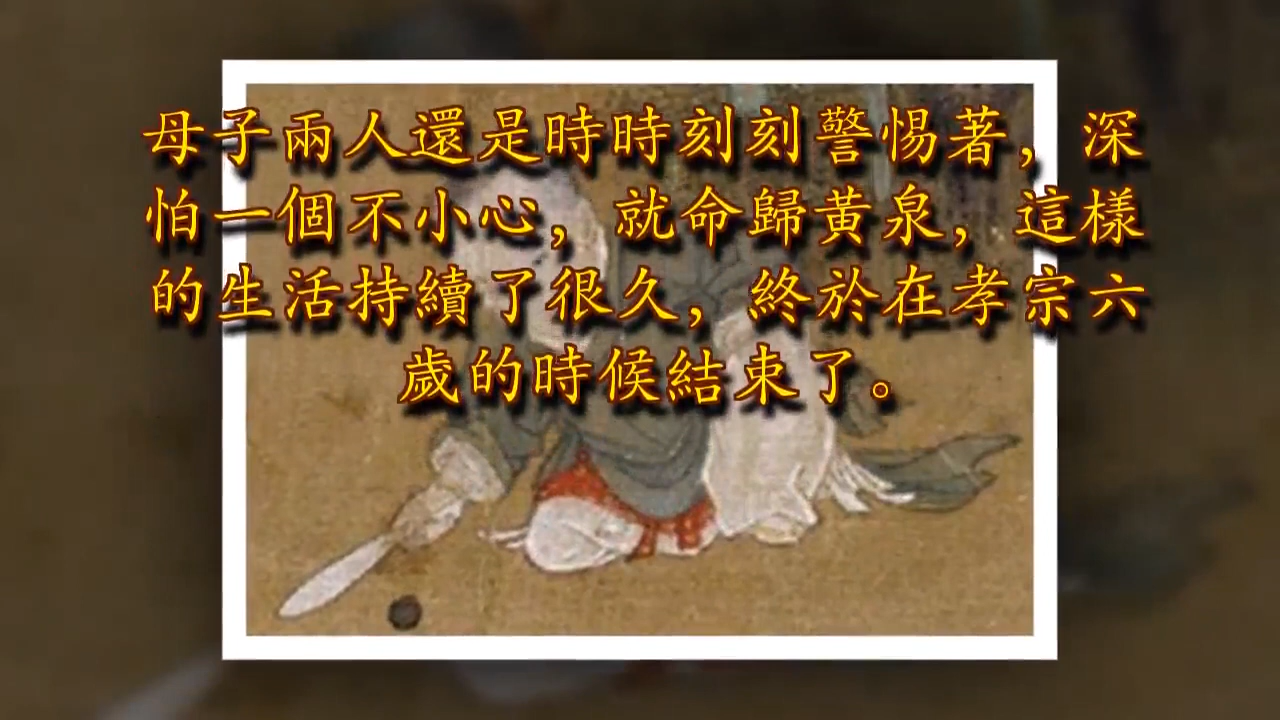 母子兩人還是時時刻刻警惕著，深
怕一個不小心，就命歸黃泉，這樣
的生活持續了很久，終於在孝宗六
歲的時候結束了。